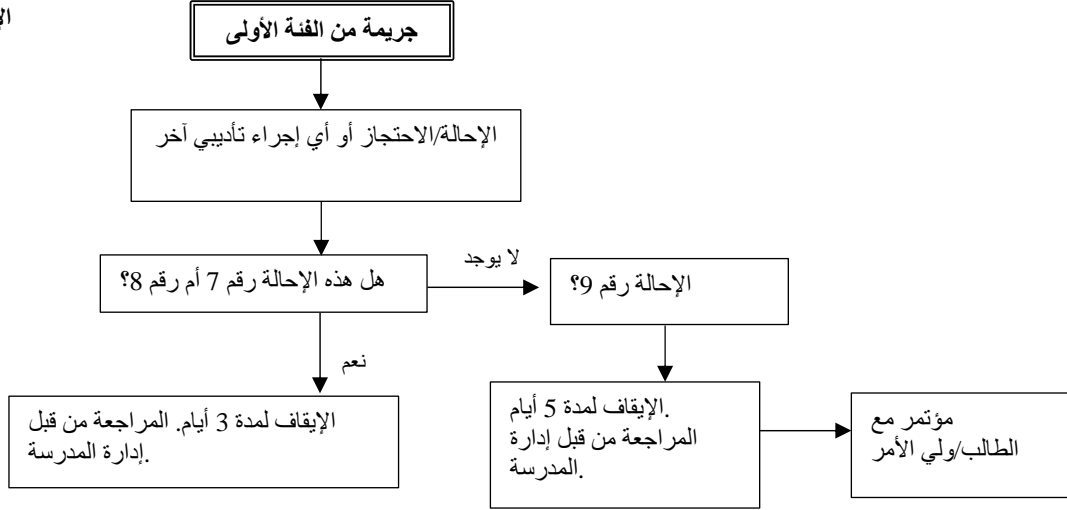 الإ
جريمة من الفئة الأولى
الإحالة/الاحتجاز أو أي إجراء تأديبي آخر
هل هذه الإحالة رقم 7 أم رقم 8؟
لا يوجد
الإحالة رقم 9؟
نعم
الإيقاف لمدة 3 أيام. المراجعة من قبل
إدارة المدرسة.
الإيقاف لمدة 5 أيام.
المراجعة من قبل إدارة
المدرسة.
مؤتمر مع
الطالب/ولي الأمر